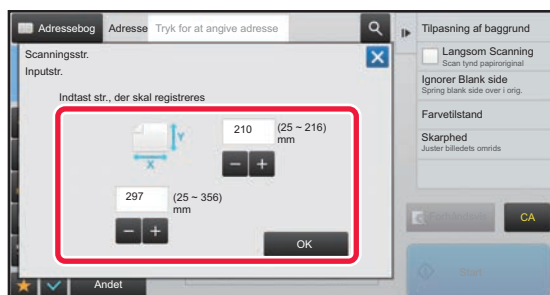 Adressebog
Adresse
Tryk for at angive adresse
Scanningsstr.
Inputstr.
Indtast str., der skal registreres
Y
X
210
(25 ~ 216)
mm
297
(25 ~ 356)
mm
OK
Andet
Tilpasning af baggrund
Langsom Scanning
Scan tynd papiroriginal
Ignorer Blank side
Spring blank side over i orig.
Farvetilstand
Skarphed
Juster billedets omrids
CA
Start